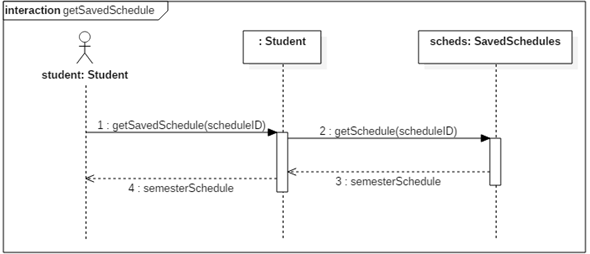 interaction getSavedSchedule
student: Student
: Student
scheds: SavedSchedules
1 : getSavedSchedule(scheduleID)
2 : getSchedule(scheduleID)
3 : semesterSchedule
4 : semesterSchedule